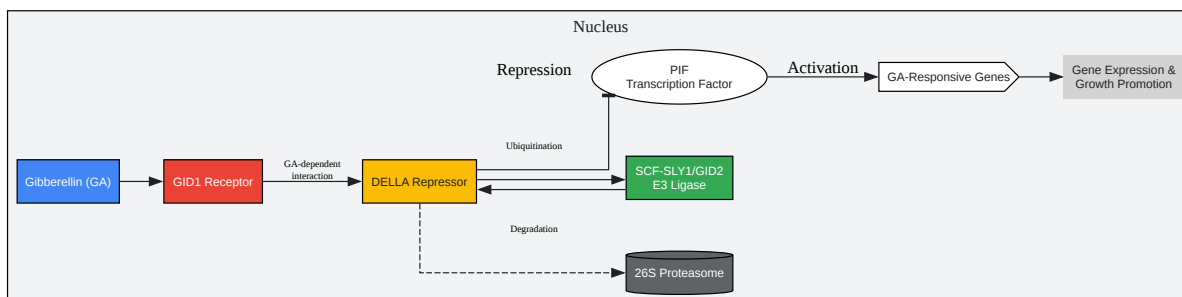 Nucleus
Repression
PIF
Transcription Factor
Activation
GA-Responsive Genes
Gene Expression &
Growth Promotion
Ubiquitination
Gibberellin (GA)
GID1 Receptor
GA-dependent
interaction
DELLA Repressor
SCF-SLY1/GID2
E3 Ligase
Degradation
26S Proteasome